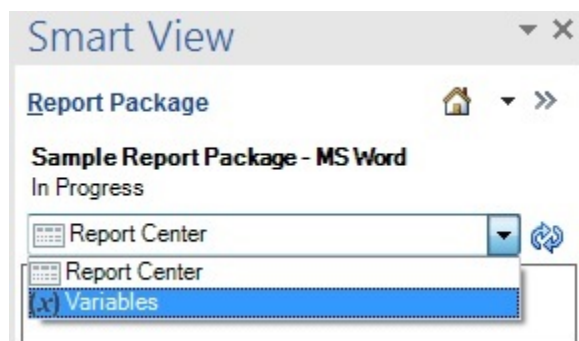 Smart View
Report Package
Sample Report Package - MS Word
In Progress
Report Center
Report Center
(x) Variables